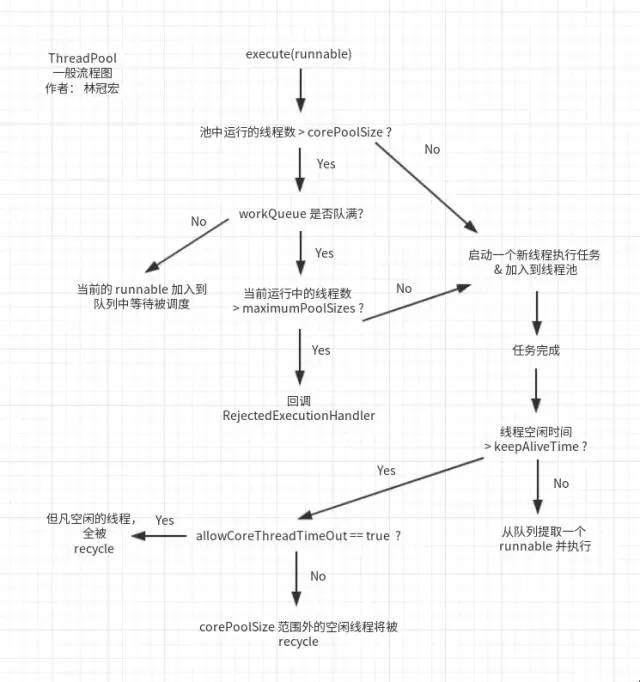 ThreadPool
一般流程图
作者： 林冠宏
execute(runnable)
池中运行的线程数 > corePoolSize ?
No
Yes
workQueue 是否队满?
No
Yes
启动一个新线程执行任务
& 加入到线程池
当前的 runnable 加入到
队列中等待被调度
当前运行中的线程数
> maximumPoolSizes ?
No
Yes
任务完成
回调
RejectedExecutionHandler
线程空闲时间
> keepAliveTime ?
Yes
No
但凡空闲的线程，
全被
recycle
Yes
allowCoreThreadTimeOut == true ?
从队列提取一个
runnable 并执行
No
corePoolSize 范围外的空闲线程将被
recycle